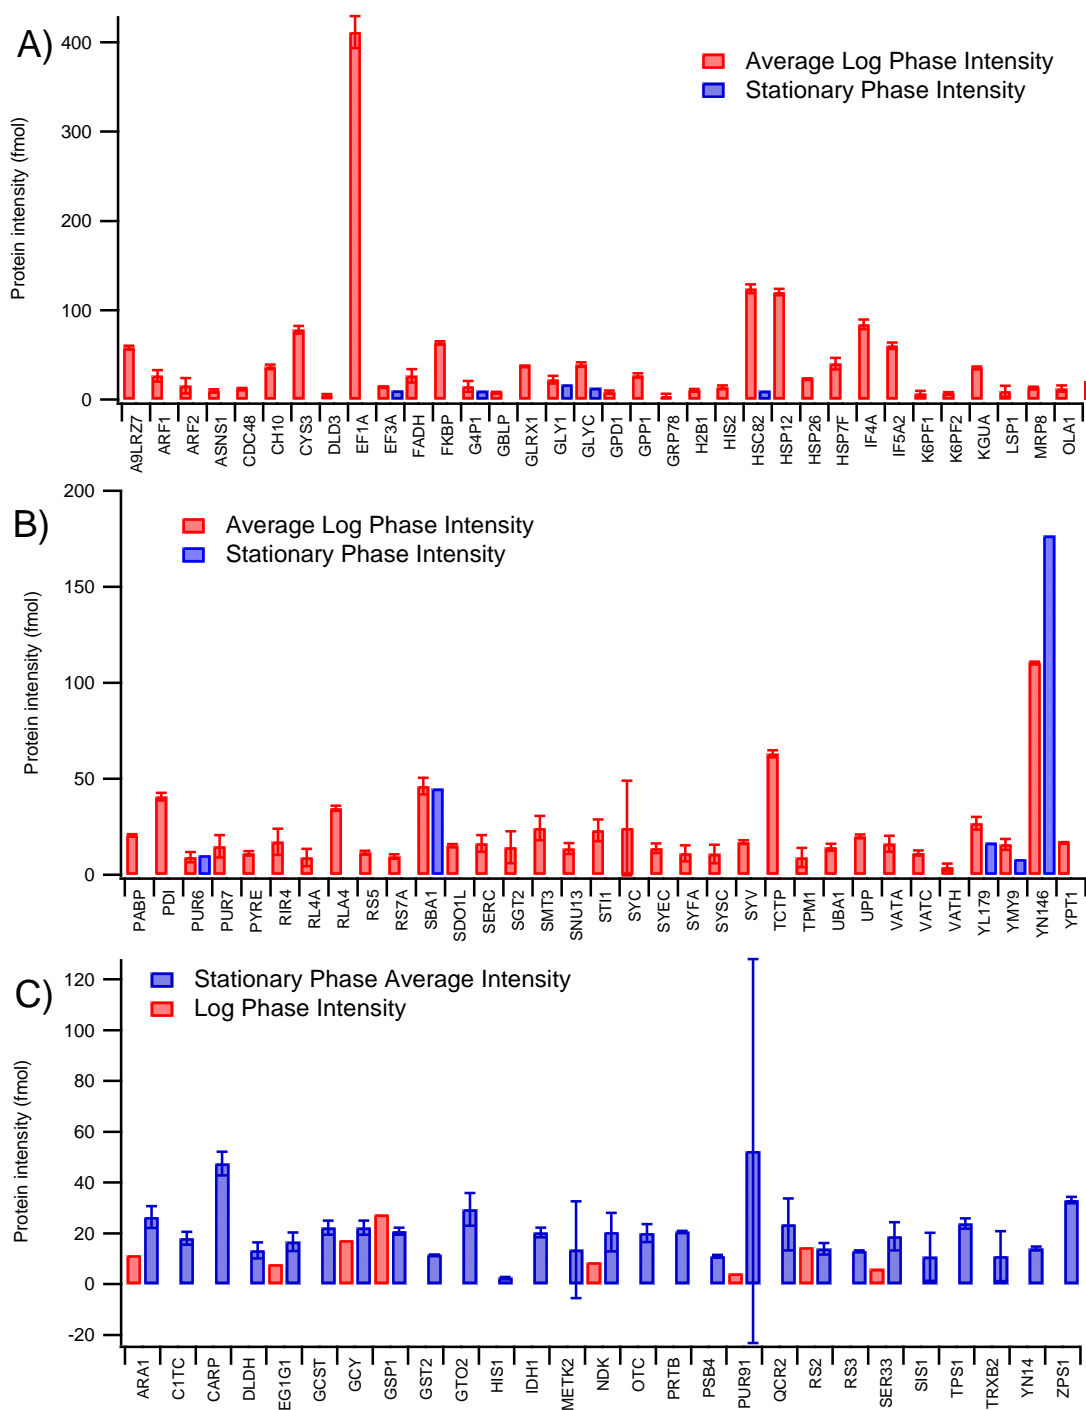 A)
Protein intensity (fmol)
400
300
200
100
0
Average Log Phase Intensity
Stationary Phase Intensity
A9LRZ7
ARF1
ARF2
ASNS1
CDC48
CH10
CYS3
DLD3
EF1A
EF3A
FADH
FKBP
G4P1
GBLP
GLRX1
GLY1
GLYC
GPD1
GPP1
GRP78
H2B1
HIS2
HSC82
HSP12
HSP26
HSP7F
IF4A
IF5A2
K6PF1
K6PF2
KGUA
LSP1
MRP8
OLA1
B)
Protein intensity (fmol)
200
150
100
50
0
Average Log Phase Intensity
Stationary Phase Intensity
PABP
PDI
PUR6
PUR7
PYRE
RIR4
RL4A
RLA4
RS5
RS7A
SBA1
SDO1L
SERC
SGT2
SMT3
SNU13
STI1
SYC
SYEC
SYFA
SYSC
SYV
TCTP
TPM1
UBA1
UPP
VATA
VATC
VATH
YL179
YMY9
YN146
YPT1
C)
Protein intensity (fmol)
120
100
80
60
40
20
0
-20
Stationary Phase Average Intensity
Log Phase Intensity
ARA1
C1TC
CARP
DLDH
EG1G1
GCST
GCY
GSP1
GST2
GTO2
HIS1
IDH1
METK2
NDK
OTC
PRTB
PSB4
PUR91
QCR2
RS2
RS3
SER33
SIS1
TPS1
TRXB2
YN14
ZPS1